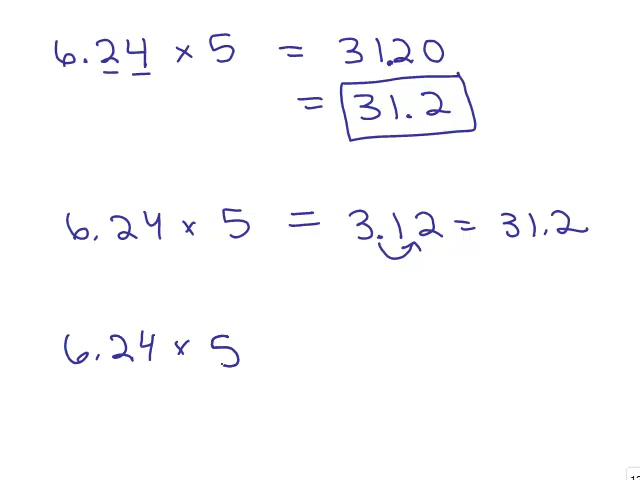 6.24 × 5 = 31.20
= 31.2
6.24 × 5 = 3.12 = 31.2
6.24 × 5